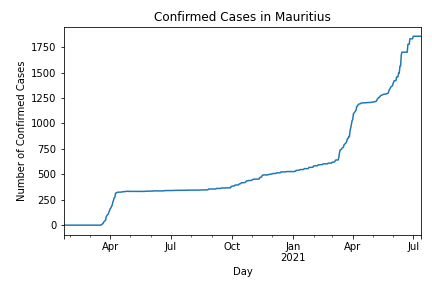 Confirmed Cases in Mauritius
Number of Confirmed Cases
1750
1500
1250
1000
750
500
250
0
Apr
Jul
Oct
Jan
2021
Apr
Jul
Day